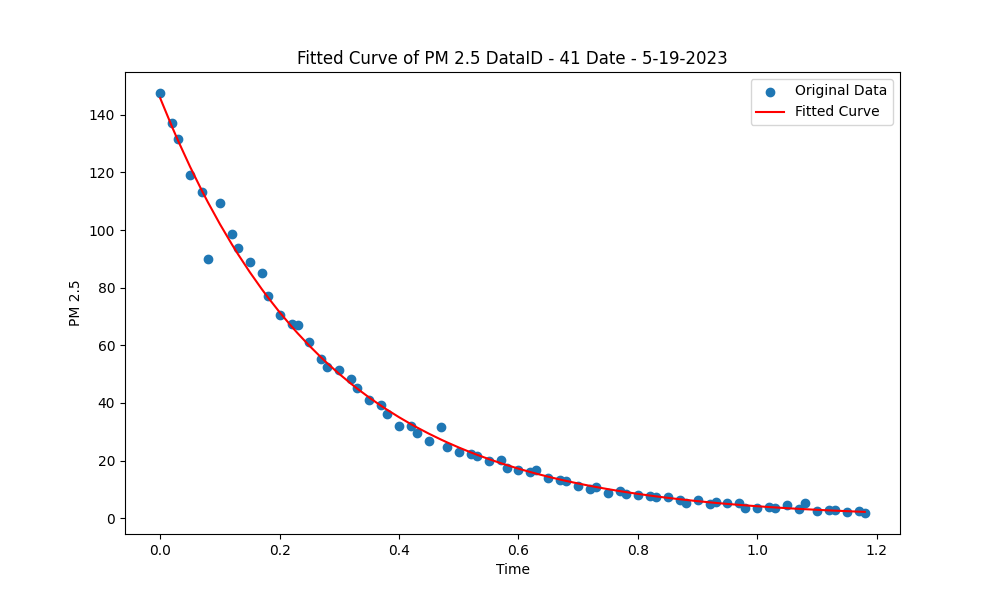 Fitted Curve of PM 2.5 DataID - 41 Date - 5-19-2023
Original Data
Fitted Curve
140
120
100
80
60
40
20
0
PM 2.5
0.0 0.2 0.4 0.6 0.8 1.0 1.2
Time